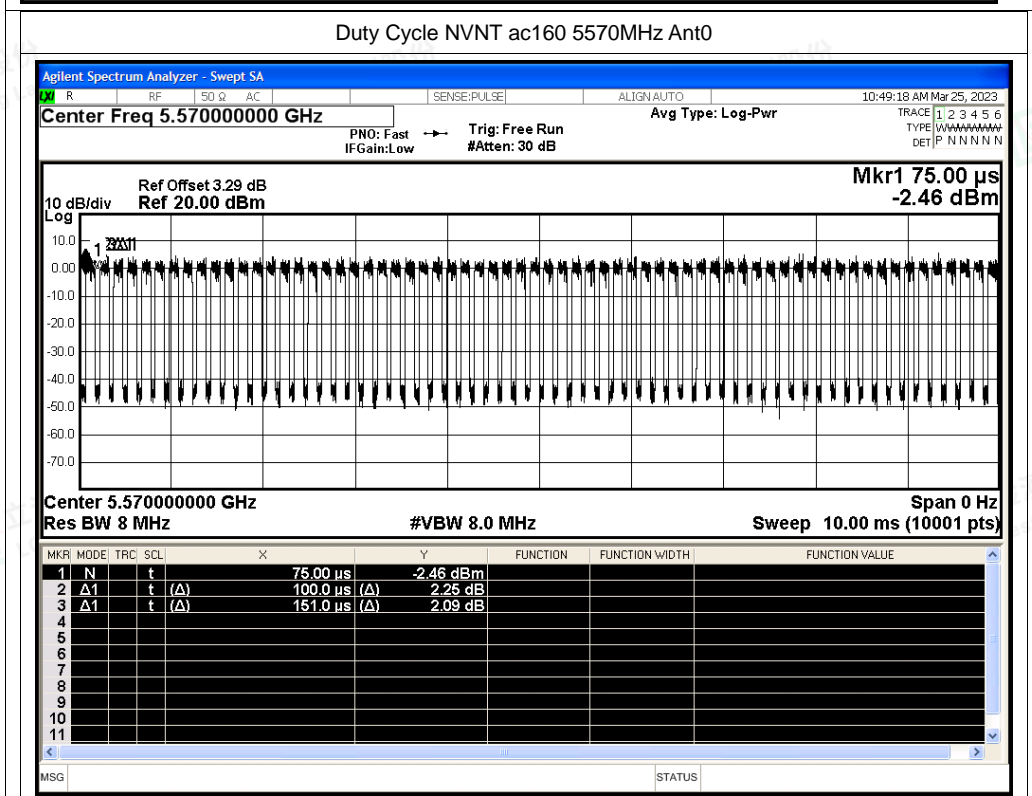 Duty Cycle NVNT ac160 5570MHz Ant0
Agilent Spectrum Analyzer - Swept SA
LXI R RF 50 Ω AC SENSE:PULSE ALIGN AUTO 10:49:18 AM Mar 25, 2023
Center Freq 5.570000000 GHz Avg Type: Log-Pwr TRACE 1 2 3 4 5 6
PNO: Fast Trig: Free Run TYPE
IFGain:Low #Atten: 30 dB DET P N N N N N
Ref Offset 3.29 dB Mkr1 75.00 µs
10 dB/div Ref 20.00 dBm -2.46 dBm
Log
10.0
1
0.00
-10.0
-20.0
-30.0
-40.0
-50.0
-60.0
-70.0
Center 5.570000000 GHz Span 0 Hz
Res BW 8 MHz #VBW 8.0 MHz Sweep 10.00 ms (10001 pts)
MKR MODE TRC SCL X Y FUNCTION FUNCTION WIDTH FUNCTION VALUE
1 N t 75.00 µs -2.46 dBm
2 Δ1 t (Δ) 100.0 µs (Δ) 2.25 dB
3 Δ1 t (Δ) 151.0 µs (Δ) 2.09 dB
4
5
6
7
8
9
10
11
MSG STATUS